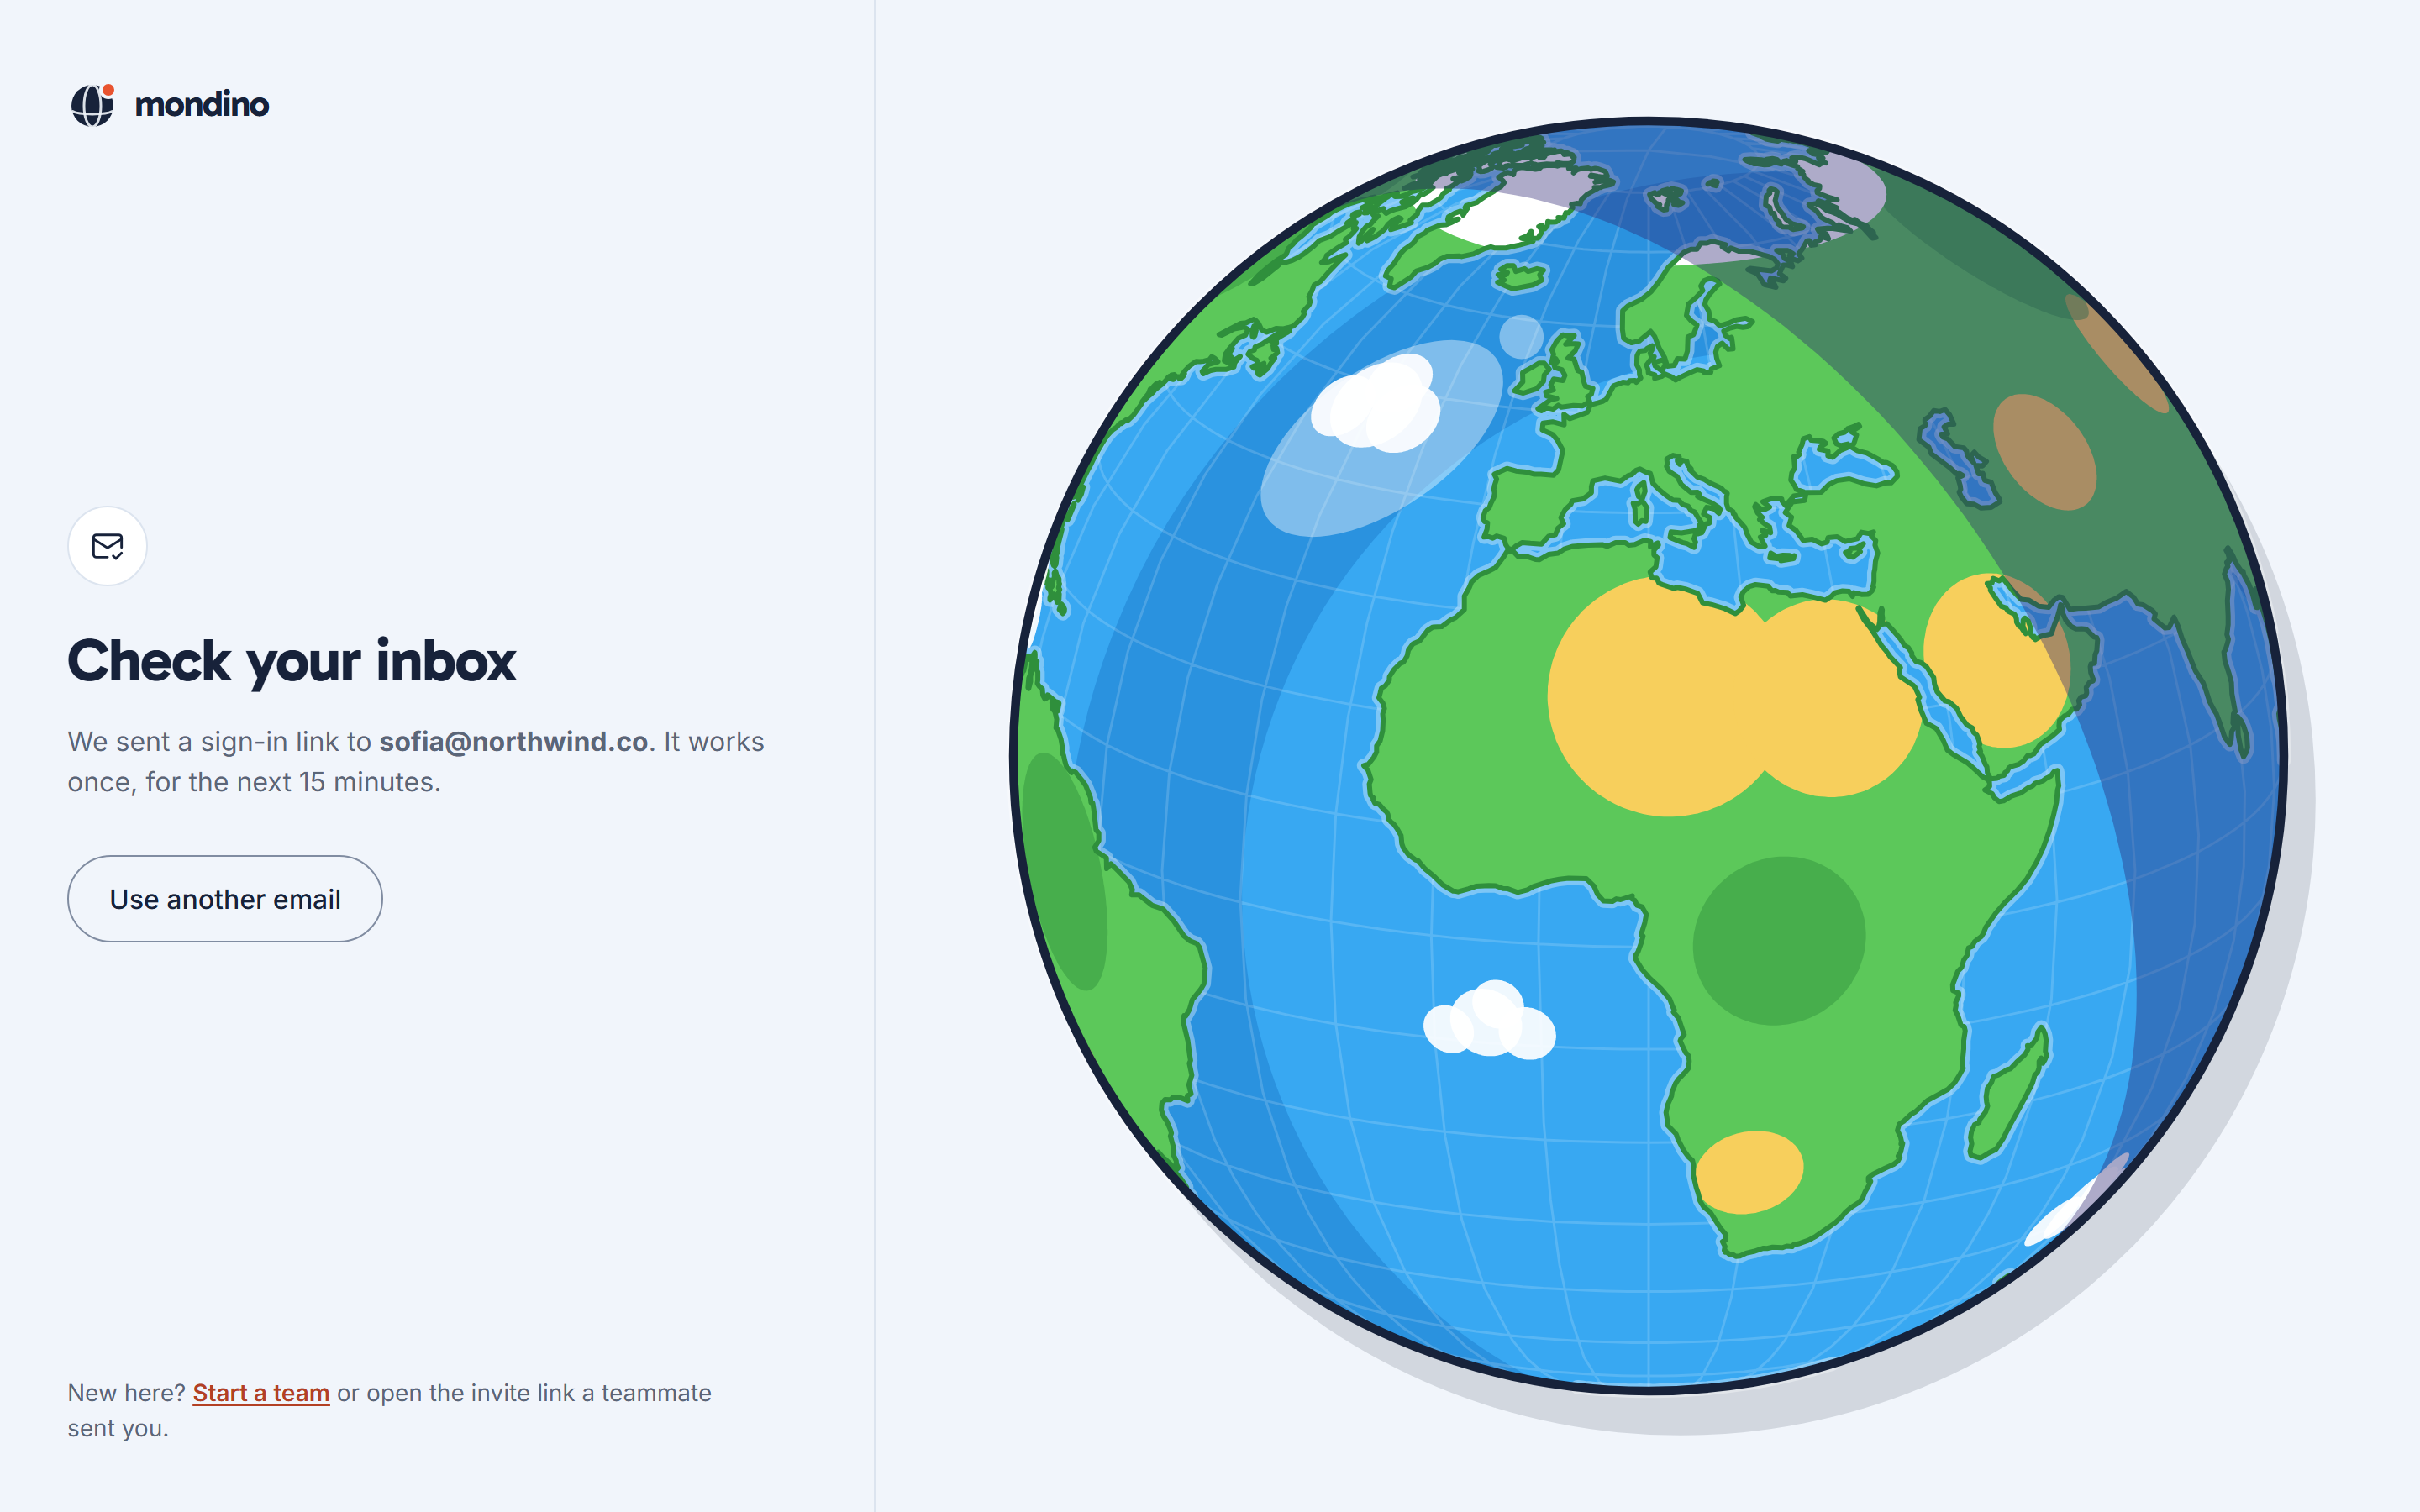 mondino
Check your inbox
We sent a sign-in link to sofia@northwind.co. It works
once, for the next 15 minutes.
Use another email
New here? Start a team or open the invite link a teammate
sent you.